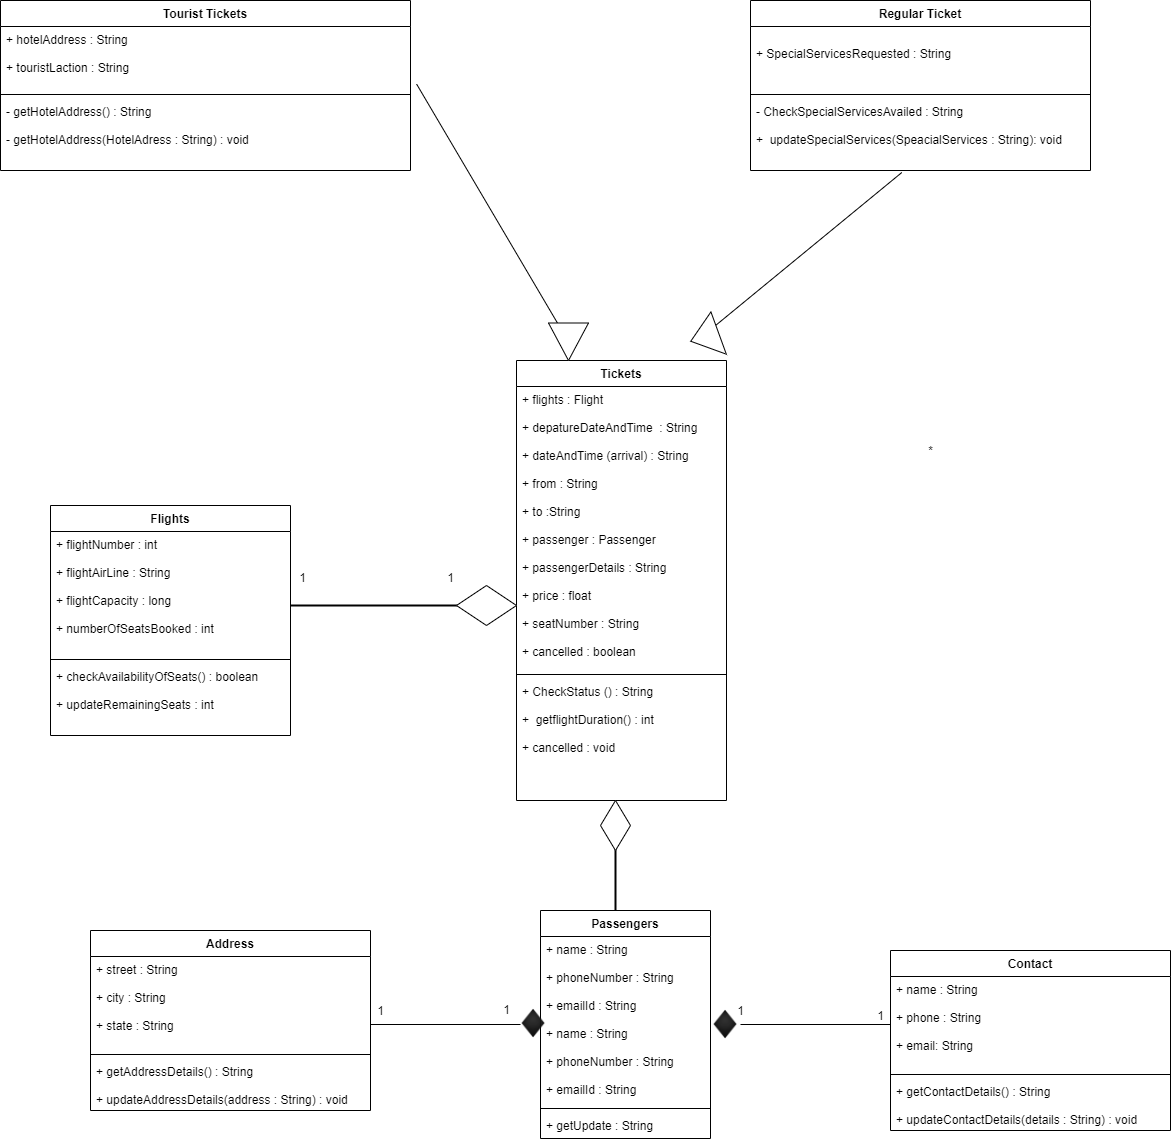 Tourist Tickets
+ hotelAddress : String
+ touristLaction : String
- getHotelAddress() : String
- getHotelAddress(HotelAdress : String) : void
Regular Ticket
+ SpecialServicesRequested : String
- CheckSpecialServicesAvailed : String
+  updateSpecialServices(SpeacialServices : String): void
Tickets
+ flights : Flight
+ depatureDateAndTime  : String
+ dateAndTime (arrival) : String
+ from : String
+ to :String
+ passenger : Passenger
+ passengerDetails : String
+ price : float
+ seatNumber : String
+ cancelled : boolean
+ CheckStatus () : String
+  getflightDuration() : int
+ cancelled : void
*
Flights
+ flightNumber : int
+ flightAirLine : String
+ flightCapacity : long
+ numberOfSeatsBooked : int
+ checkAvailabilityOfSeats() : boolean
+ updateRemainingSeats : int
1
1
Passengers
+ name : String
+ phoneNumber : String
+ emailId : String
+ name : String
+ phoneNumber : String
+ emailId : String
+ getUpdate : String
Address
+ street : String
+ city : String
+ state : String
+ getAddressDetails() : String
+ updateAddressDetails(address : String) : void
1
1
1
1
Contact
+ name : String
+ phone : String
+ email: String
+ getContactDetails() : String
+ updateContactDetails(details : String) : void